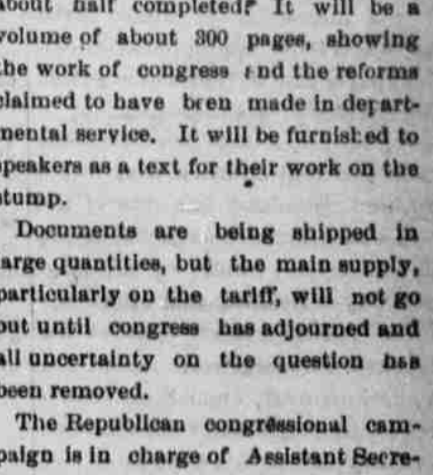 about half completed? It will be a
volume of about 300 pages, showing
the work of congress and the reforms
claimed to have been made in depart-
mental service. It will be furnished to
speakers as a text for their work on the
stump.
Documents are being shipped in
large quantities, but the main supply,
particularly on the tariff, will not go
out until congress has adjourned and
all uncertainty on the question has
been removed.
The Republican congressional cam-
paign is in charge of Assistant Secre-